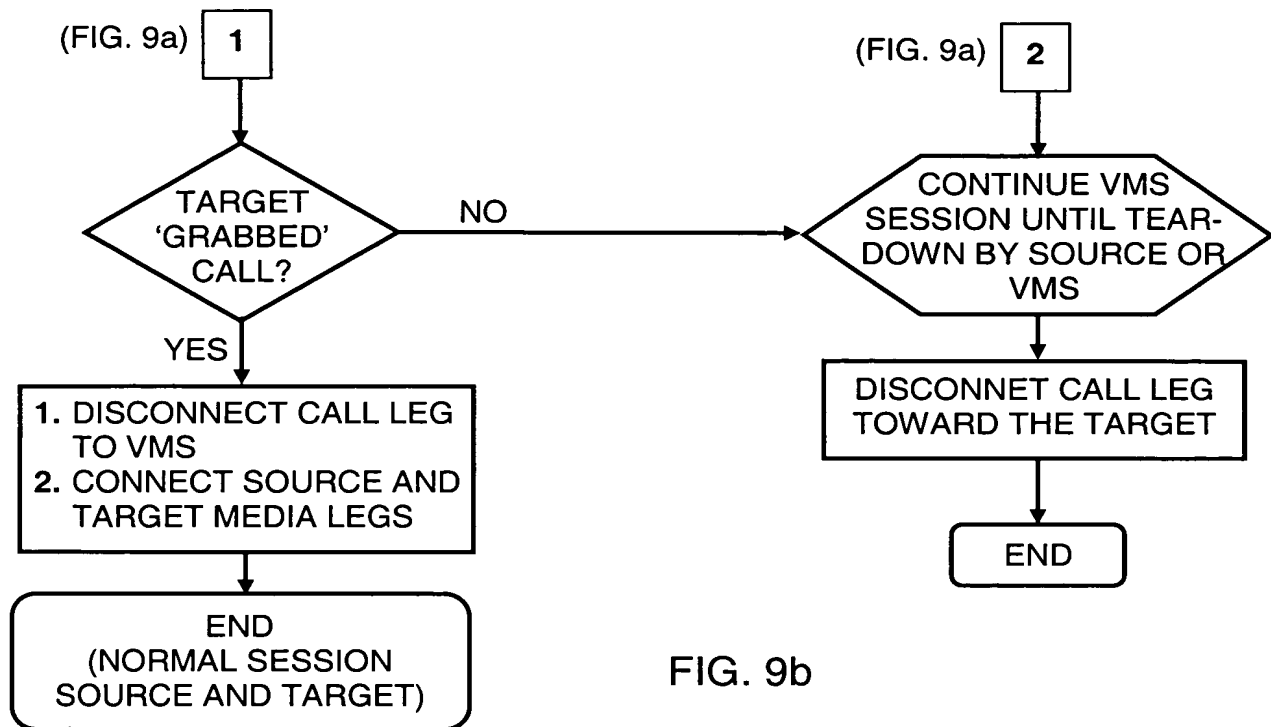 (FIG. 9a) 1
TARGET
‘GRABBED’
CALL?
NO
YES
1. DISCONNECT CALL LEG
TO VMS
2. CONNECT SOURCE AND
TARGET MEDIA LEGS
END
(NORMAL SESSION
SOURCE AND TARGET)
(FIG. 9a) 2
CONTINUE VMS
SESSION UNTIL TEAR-
DOWN BY SOURCE OR
VMS
DISCONNET CALL LEG
TOWARD THE TARGET
END
FIG. 9b